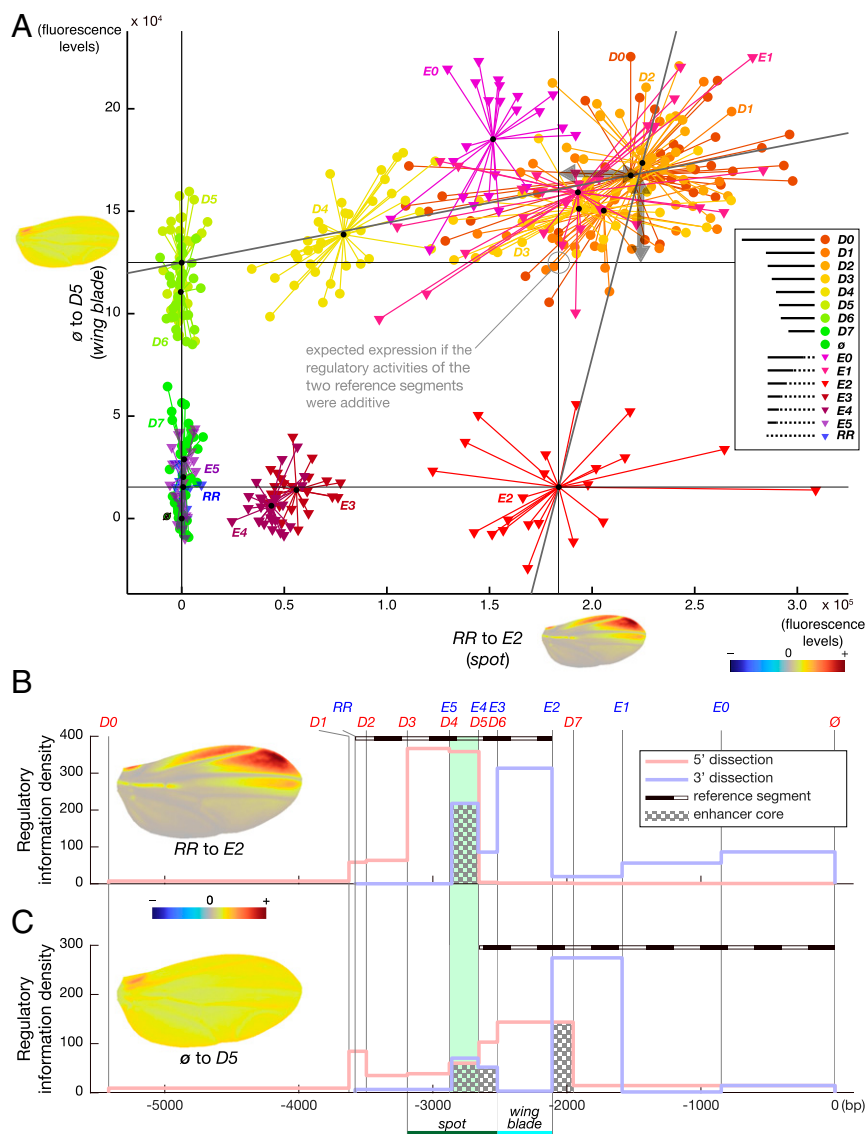 A
(fluorescence
levels)
x 10⁴
20
15
10
5
0
ø to D5
(wing blade)
E0
D0
D2
E1
D1
D5
D4
D3
D6
D7
E5
RR
ø
E4
E3
E2
expected expression if the
regulatory activities of the
two reference segments
were additive
D0
D1
D2
D3
D4
D5
D6
D7
ø
E0
E1
E2
E3
E4
E5
RR
0
0.5
1.0
1.5
2.0
2.5
3.0
x 10⁵
(fluorescence
levels)
RR to E2
(spot)
− 0 +
B
RR E5 E4 E3 E2 E1 E0
D0 D1 D2 D3 D4 D5 D6 D7 Ø
Regulatory
information density
400
300
200
100
0
RR to E2
5' dissection
3' dissection
reference segment
enhancer core
− 0 +
C
Regulatory
information density
300
200
100
0
ø to D5
-5000 -4000 -3000 -2000 -1000 0 (bp)
spot
wing
blade